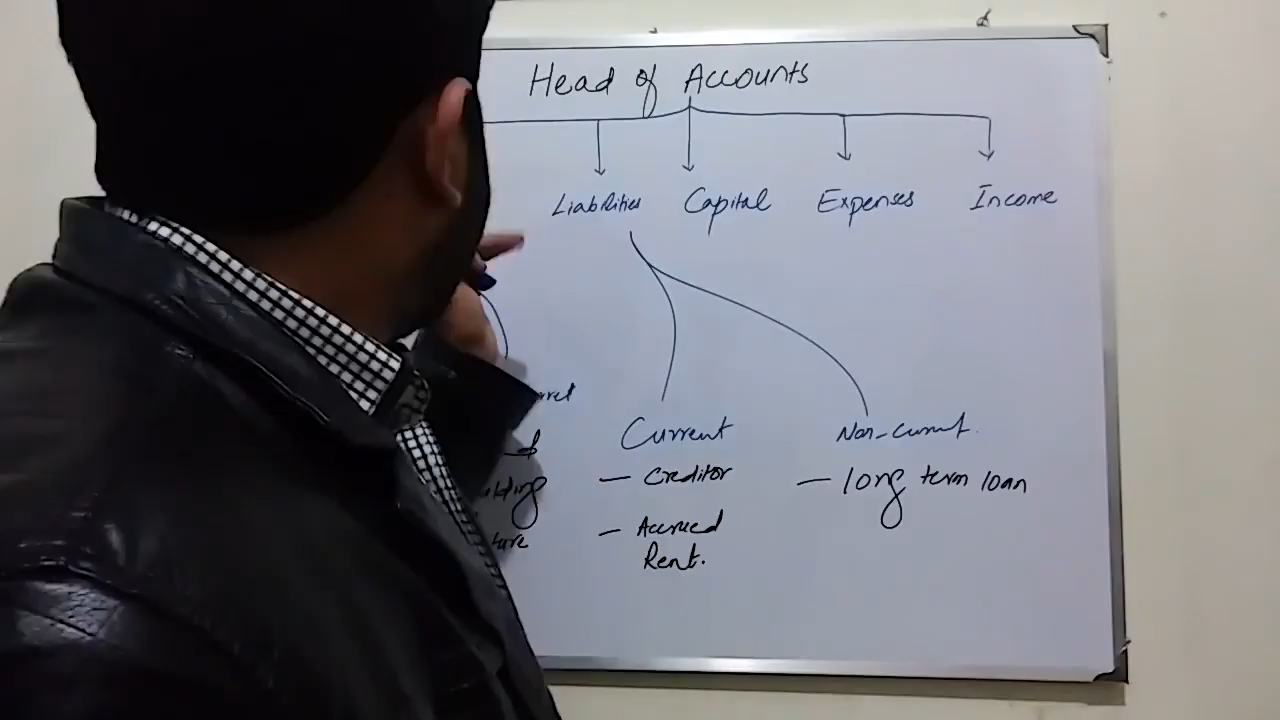 Head of Accounts
Liabilities Capital Expenses Income
Current Non-current.
- Creditor - long term loan
- Accrued
Rent.